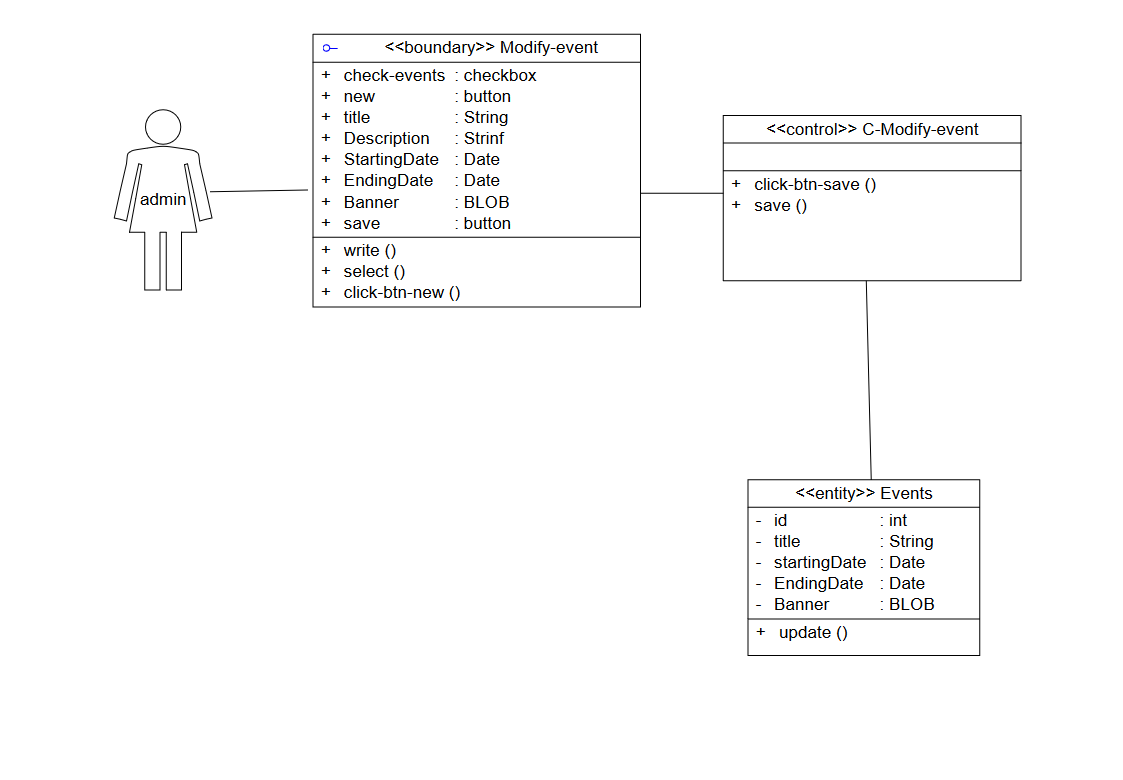 admin
<<boundary>> Modify-event
+ check-events : checkbox
+ new : button
+ title : String
+ Description : Strinf
+ StartingDate : Date
+ EndingDate : Date
+ Banner : BLOB
+ save : button
+ write ()
+ select ()
+ click-btn-new ()
<<control>> C-Modify-event
+ click-btn-save ()
+ save ()
<<entity>> Events
- id : int
- title : String
- startingDate : Date
- EndingDate : Date
- Banner : BLOB
+ update ()